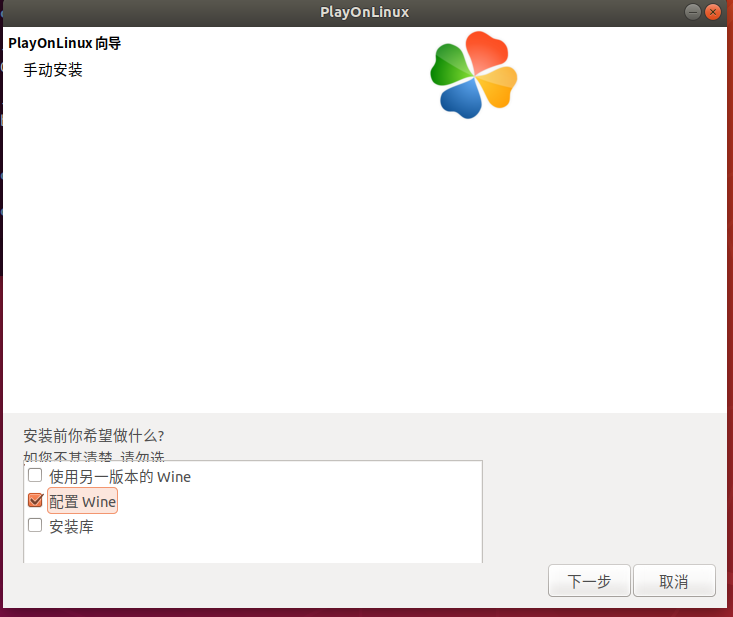 PlayOnLinux
PlayOnLinux 向导
手动安装
安装前你希望做什么?
如您不甚清楚, 请勿选
使用另一版本的 Wine
配置 Wine
安装库
下一步
取消